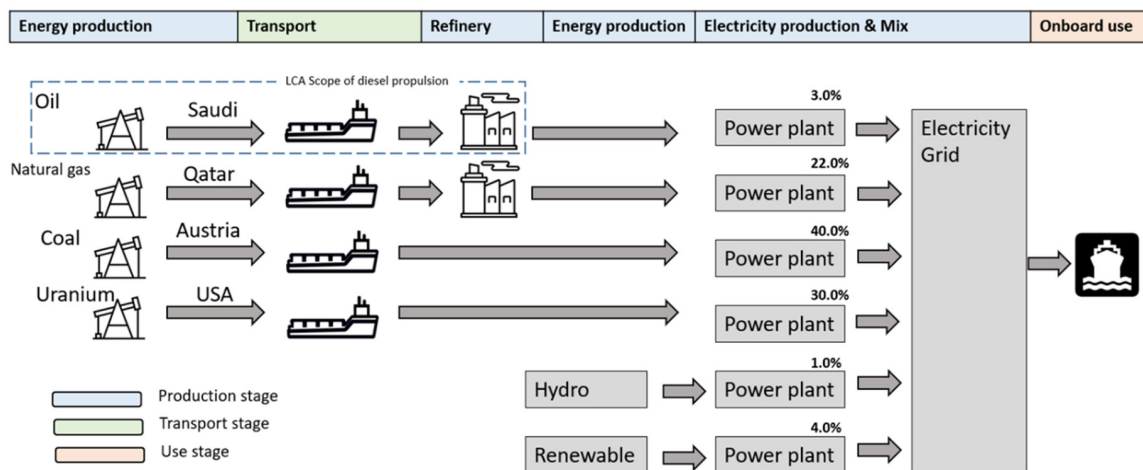 Energy production Transport Refinery Energy production Electricity production & Mix Onboard use
LCA Scope of diesel propulsion
Oil Saudi 3.0% Power plant Electricity
Grid
Natural gas Qatar 22.0% Power plant
Coal Austria 40.0% Power plant
Uranium USA 30.0% Power plant
Hydro 1.0% Power plant
Renewable 4.0% Power plant
Production stage
Transport stage
Use stage